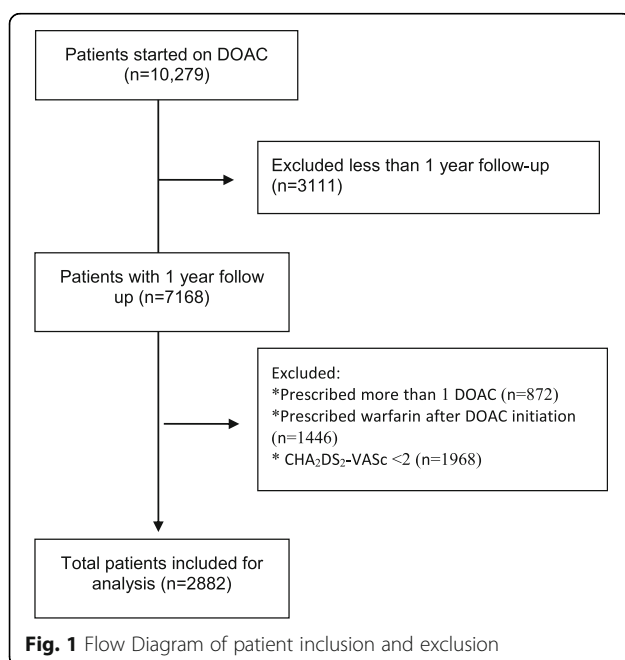 Patients started on DOAC
(n=10,279)
Excluded less than 1 year follow-up
(n=3111)
Patients with 1 year follow
up (n=7168)
Excluded:
*Prescribed more than 1 DOAC (n=872)
*Prescribed warfarin after DOAC initiation
(n=1446)
* CHA₂DS₂-VASc <2 (n=1968)
Total patients included for
analysis (n=2882)
Fig. 1 Flow Diagram of patient inclusion and exclusion